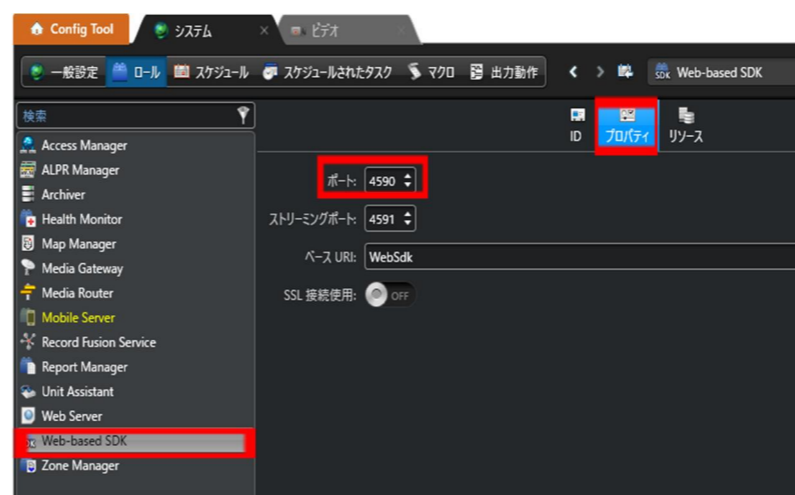 Config Tool
システム
ビデオ
一般設定 ロール スケジュール スケジュールされたタスク マクロ 出力動作
SDK Web-based SDK
検索
ID プロパティ リソース
Access Manager
ALPR Manager
Archiver
Health Monitor
Map Manager
Media Gateway
Media Router
Mobile Server
Record Fusion Service
Report Manager
Unit Assistant
Web Server
Web-based SDK
Zone Manager
ポート: 4590
ストリーミングポート: 4591
ベース URI: WebSdk
SSL 接続使用: OFF